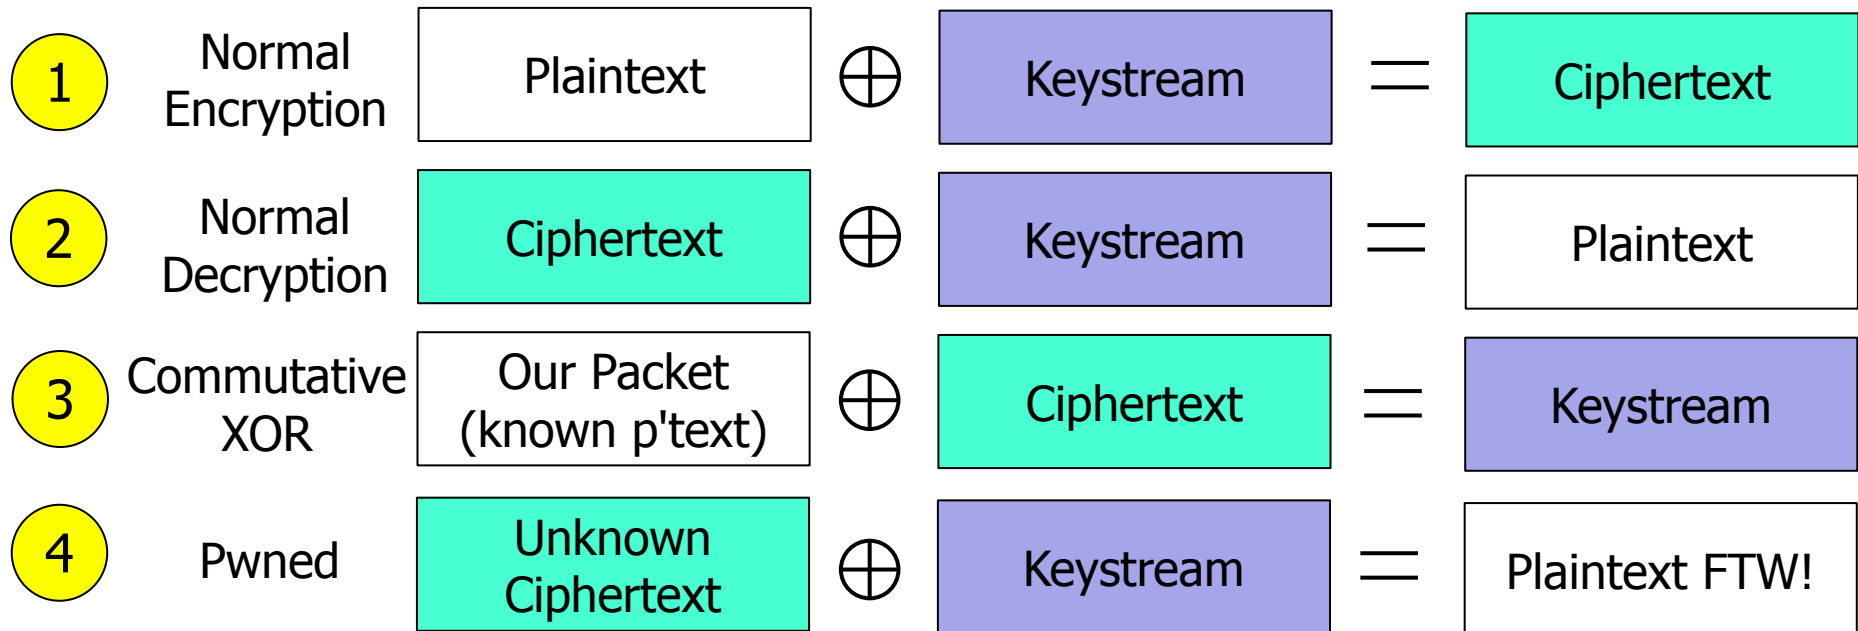 1 Normal Encryption Plaintext ⊕ Keystream = Ciphertext
2 Normal Decryption Ciphertext ⊕ Keystream = Plaintext
3 Commutative XOR Our Packet (known p'text) ⊕ Ciphertext = Keystream
4 Pwned Unknown Ciphertext ⊕ Keystream = Plaintext FTW!